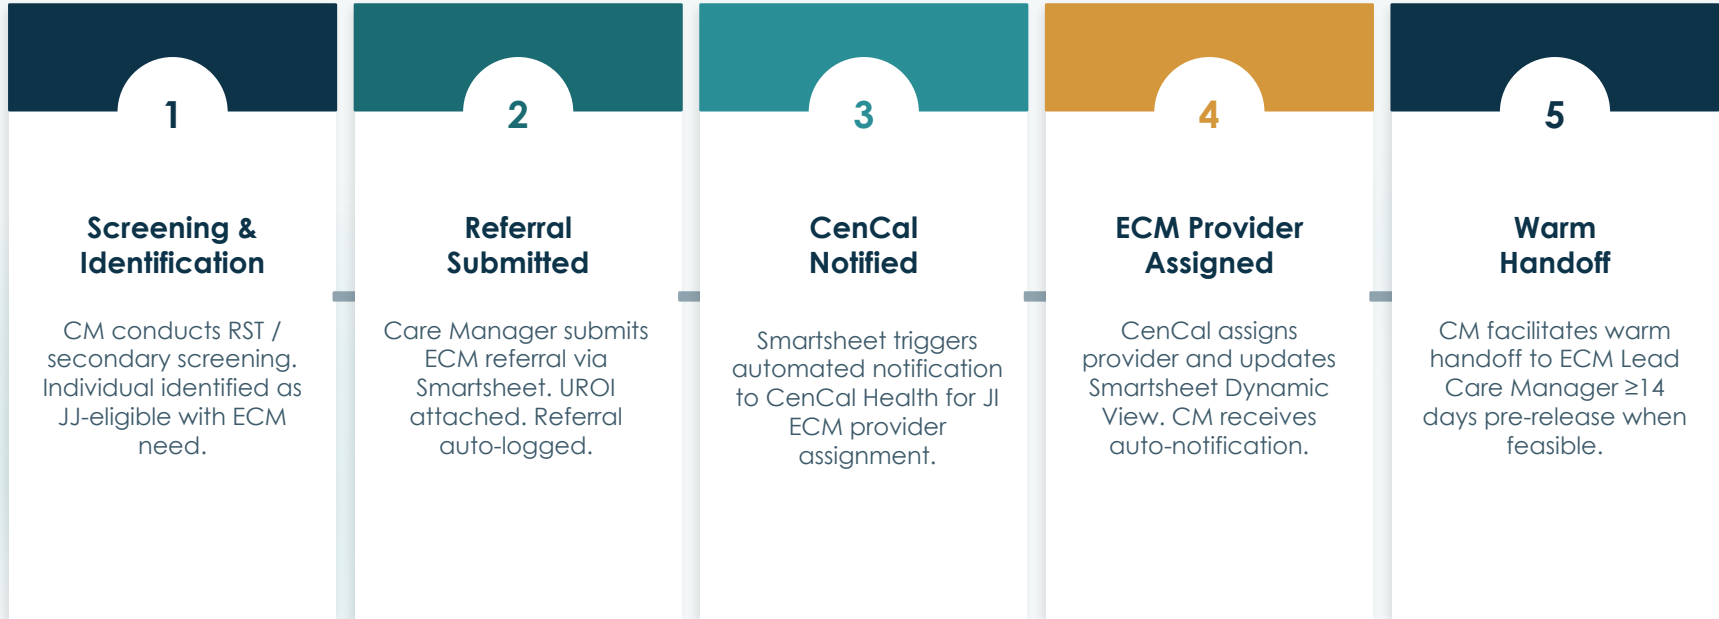 1
Screening &
Identification
CM conducts RST /
secondary screening.
Individual identified as
JJ-eligible with ECM
need.
2
Referral
Submitted
Care Manager submits
ECM referral via
Smartsheet. UROI
attached. Referral
auto-logged.
3
CenCal
Notified
Smartsheet triggers
automated notification
to CenCal Health for JI
ECM provider
assignment.
4
ECM Provider
Assigned
CenCal assigns
provider and updates
Smartsheet Dynamic
View. CM receives
auto-notification.
5
Warm
Handoff
CM facilitates warm
handoff to ECM Lead
Care Manager ≥14
days pre-release when
feasible.